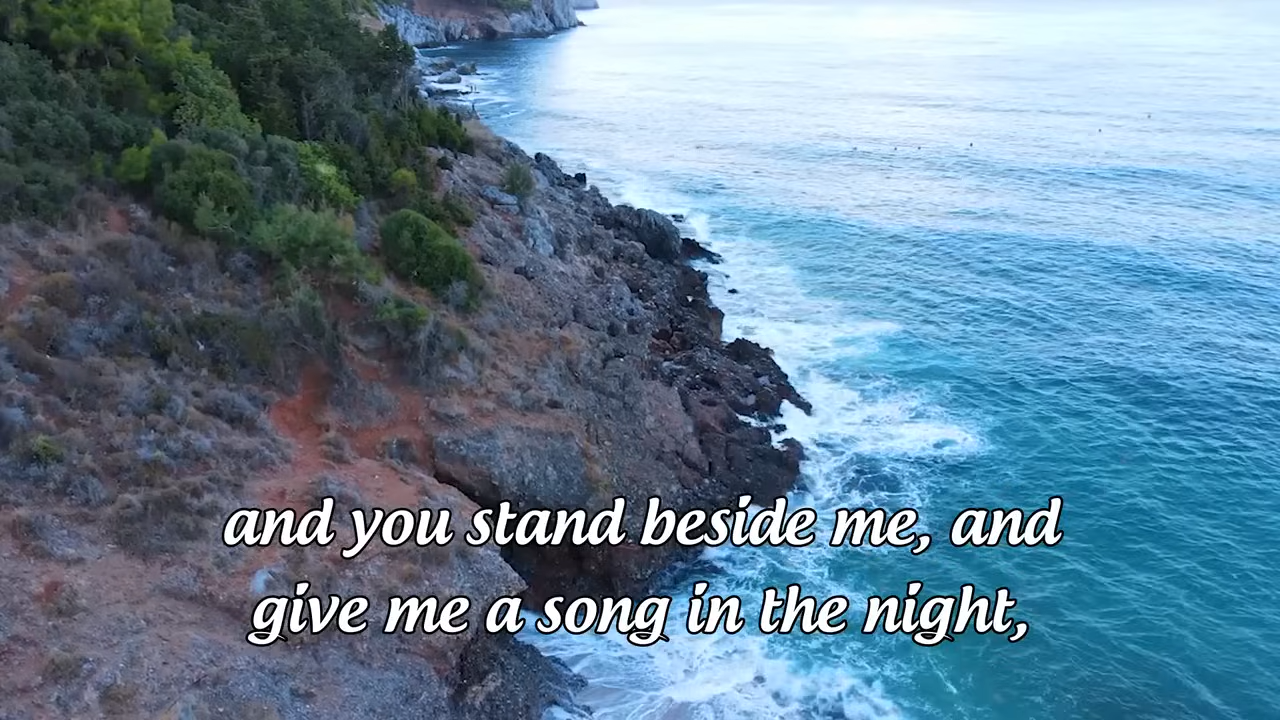 and you stand beside me, and
give me a song in the night,